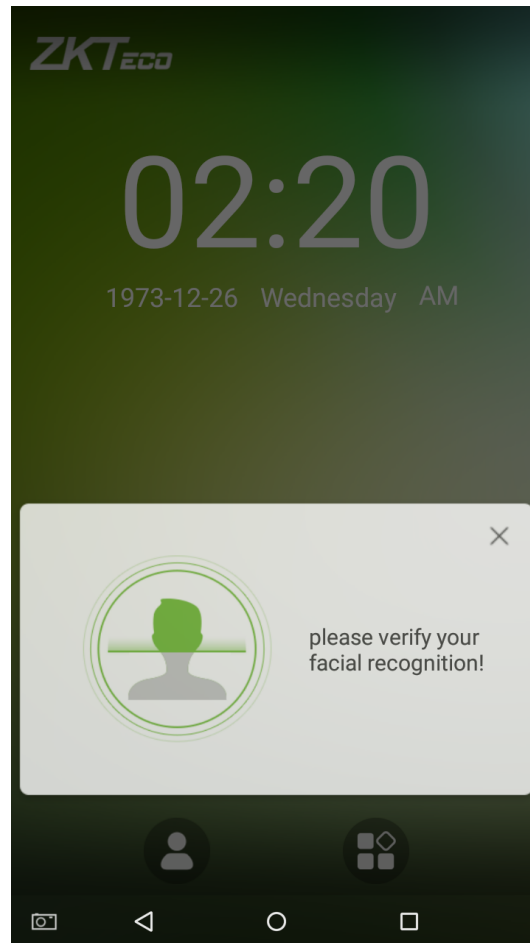 ZKTECO
02:20
1973-12-26 Wednesday AM
please verify your
facial recognition!